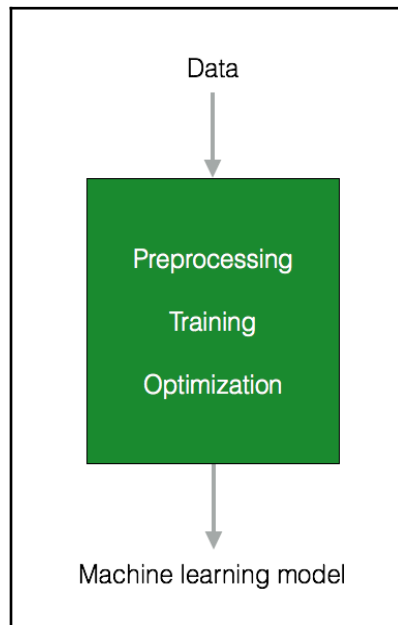 Data
Preprocessing
Training
Optimization
Machine learning model